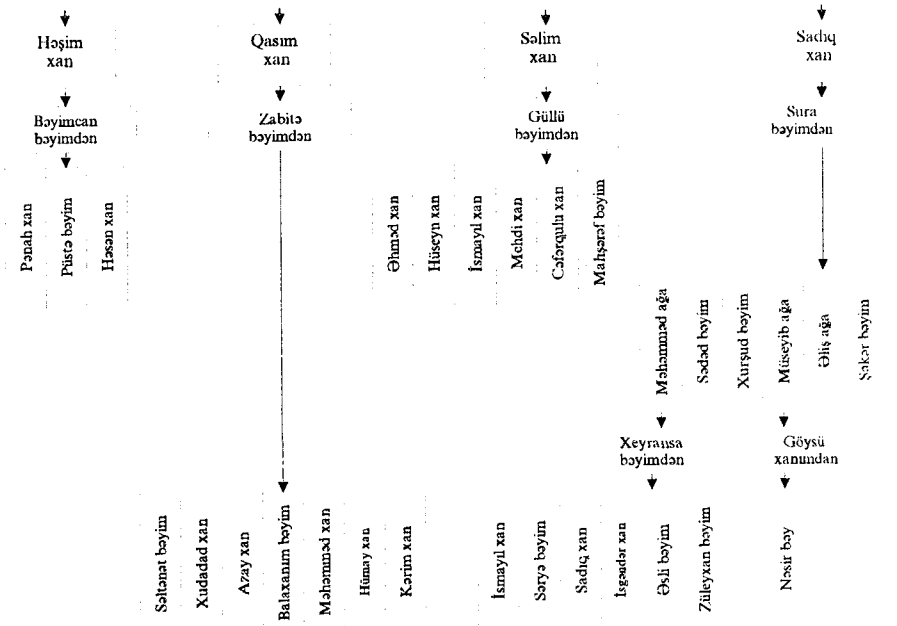 Həşim
xan
Qasım
xan
Səlim
xan
Sadıq
xan
Bəyimcan
bəyimdən
Zabitə
bəyimdən
Güllü
bəyimdən
Sura
bəyimdən
Pənah xan
Püstə bəyim
Həsən xan
Əhməd xan
Hüseyn xan
İsmayıl xan
Mehdi xan
Cəfərqulu xan
Mahşərəf bəyim
Məhəmməd ağa
Sədəd bəyim
Xurşud bəyim
Müseyib ağa
Əliş ağa
Şəkər bəyim
Xeyransa
bəyimdən
Göysü
xanımından
Səltənət bəyim
Xudadad xan
Azay xan
Balaxanım bəyim
Məhəmməd xan
Hümay xan
Kərim xan
İsmayıl xan
Səryə bəyim
Sadıq xan
İsgəndər xan
Əsli bəyim
Züleyxan bəyim
Nəsir bəy